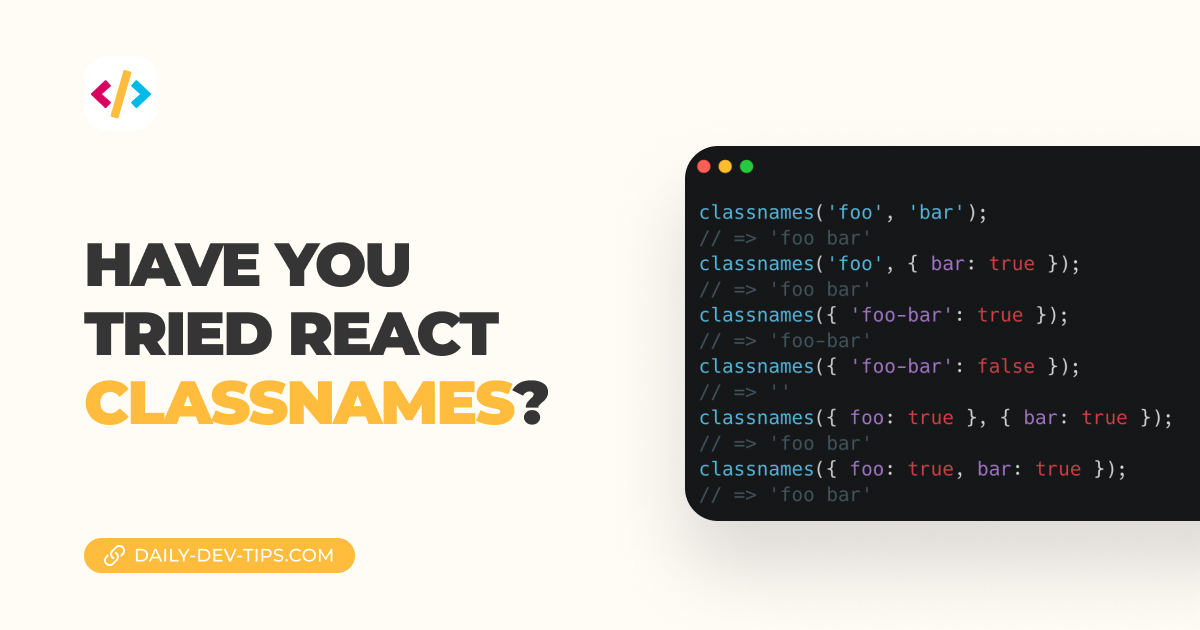 HAVE YOU
TRIED REACT
CLASSNAMES?
DAILY-DEV-TIPS.COM
classnames('foo', 'bar');
// => 'foo bar'
classnames('foo', { bar: true });
// => 'foo bar'
classnames({ 'foo-bar': true });
// => 'foo-bar'
classnames({ 'foo-bar': false });
// => ''
classnames({ foo: true }, { bar: true });
// => 'foo bar'
classnames({ foo: true, bar: true });
// => 'foo bar'